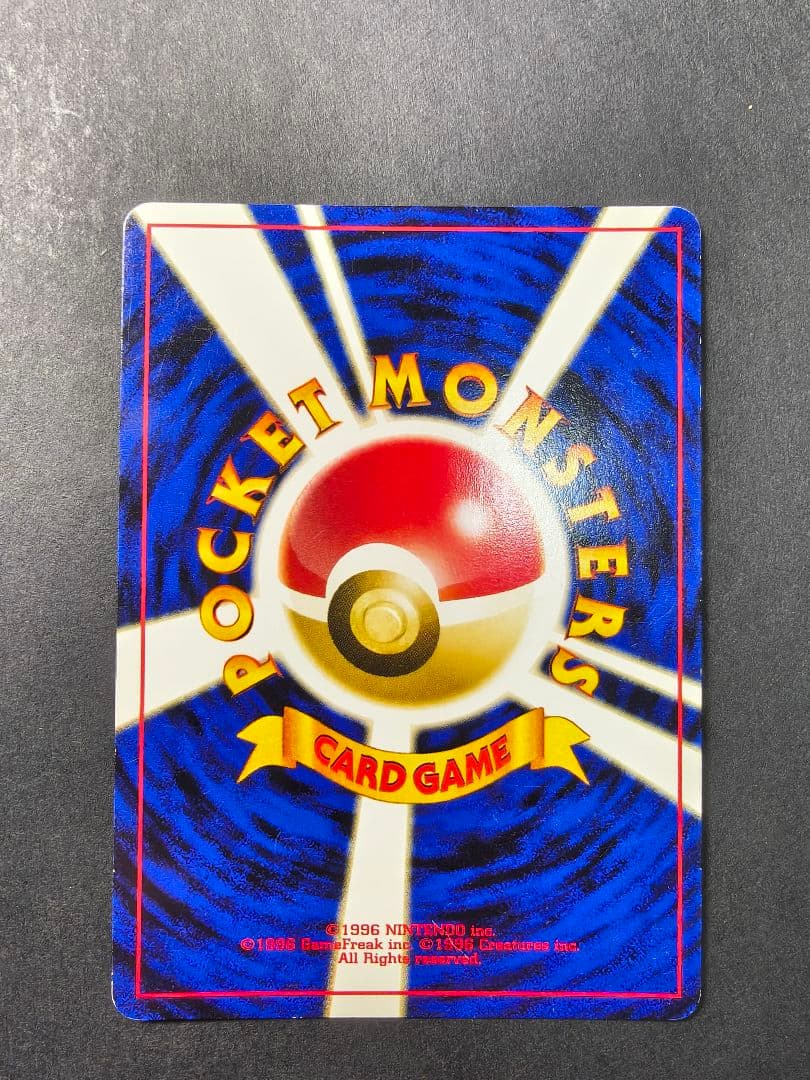 POCKET MONSTERS
CARD GAME
©1996 NINTENDO inc.
©1996 GameFreak inc. ©1996 Creatures inc.
All Rights reserved.